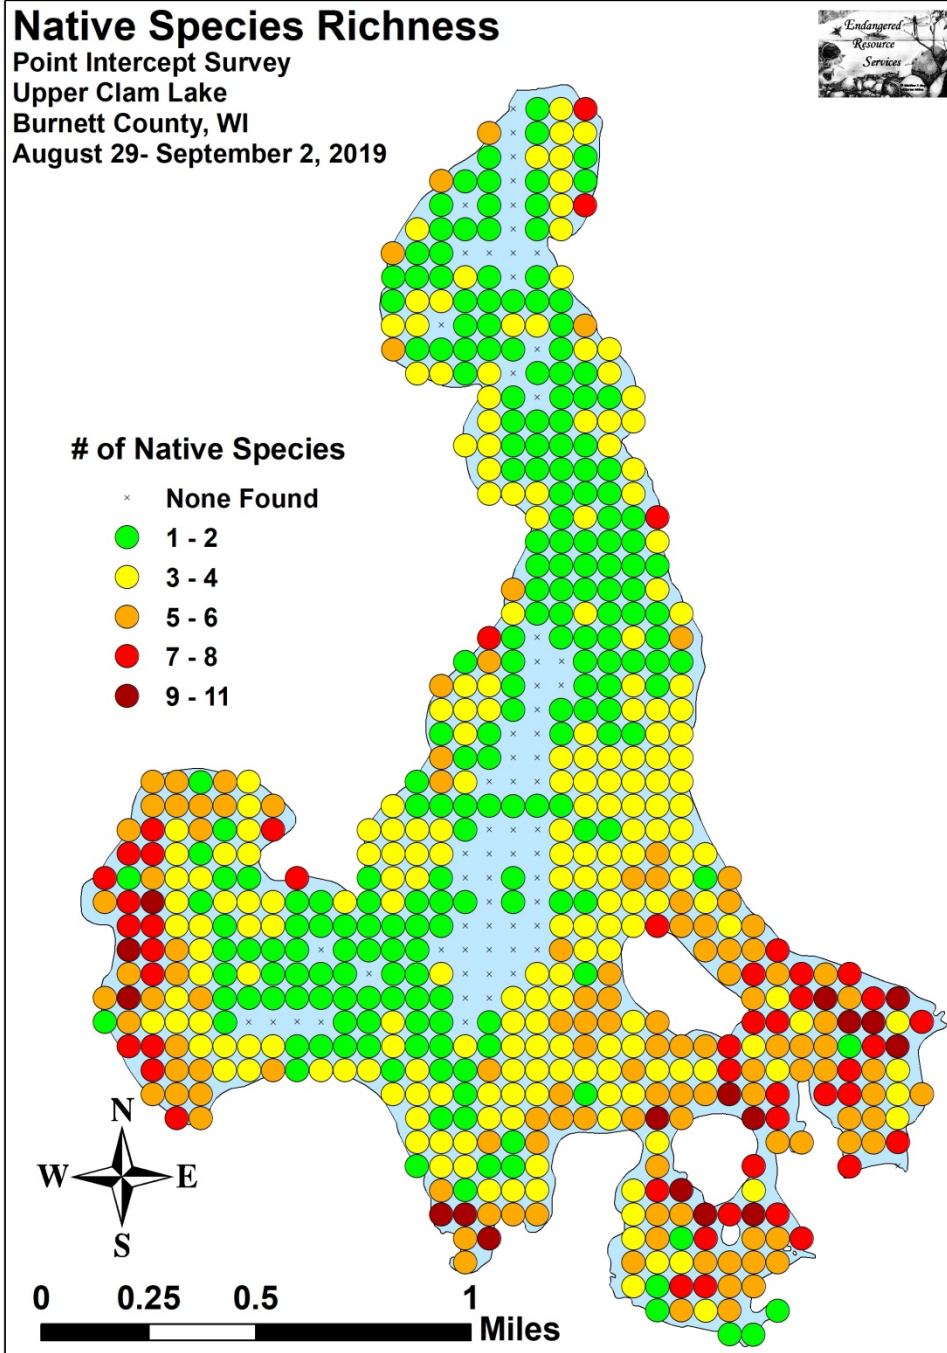 Native Species Richness
Point Intercept Survey
Upper Clam Lake
Burnett County, WI
August 29- September 2, 2019
Endangered
Resource
Services
# of Native Species
None Found
1 - 2
3 - 4
5 - 6
7 - 8
9 - 11
N
W E
S
0 0.25 0.5 1
Miles